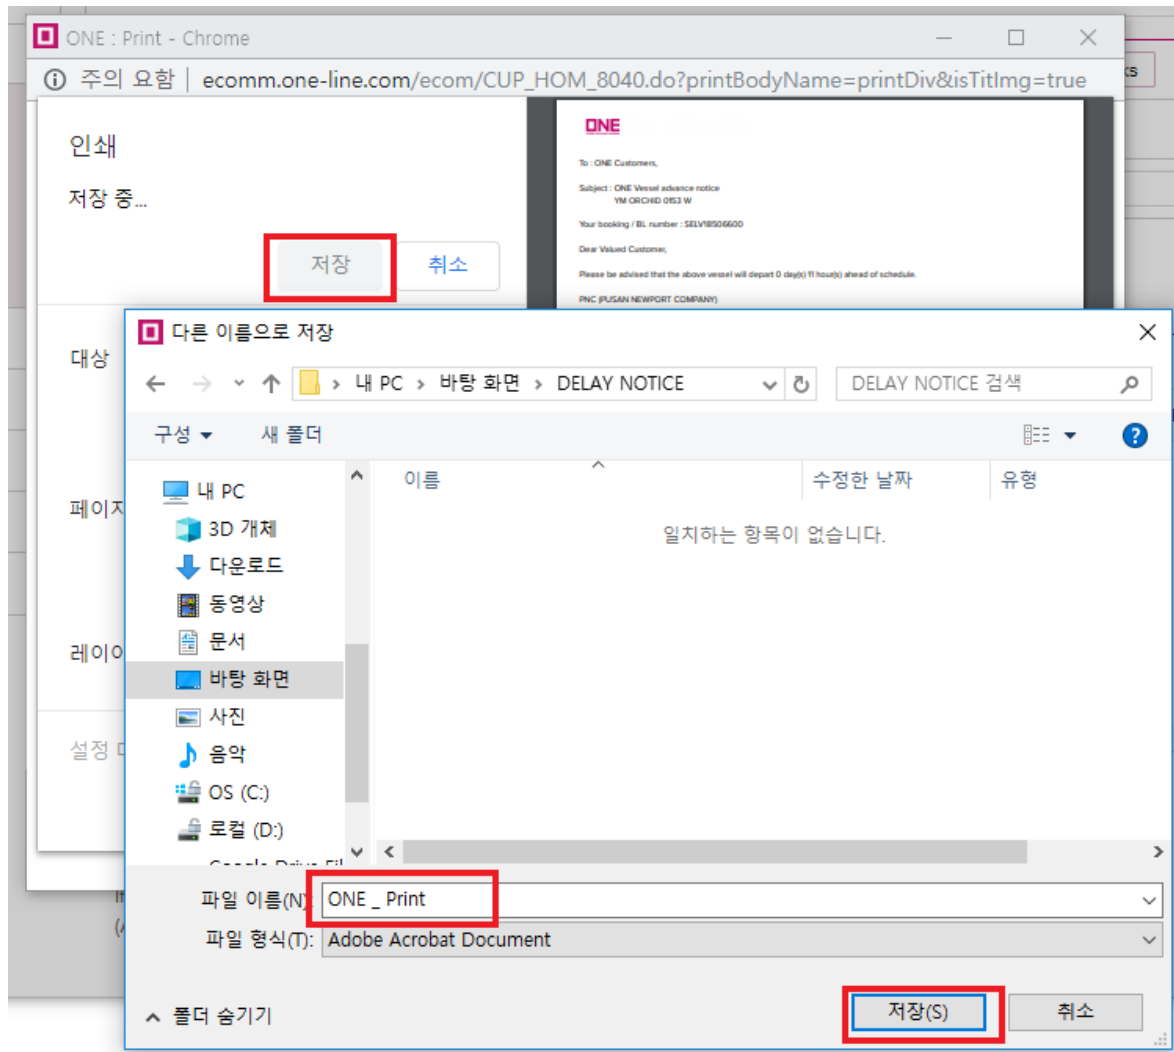 ONE : Print - Chrome
주의 요함 | ecomm.one-line.com/ecom/CUP_HOM_8040.do?printBodyName=printDiv&isTitImg=true
인쇄
저장 중...
저장
취소
ONE
To : ONE Customers,
Subject : ONE Vessel advance notice
YM ORCHID 0153 W
Your booking / BL number : SELV18506600
Dear Valued Customer,
Please be advised that the above vessel will depart 0 day(s) 11 hour(s) ahead of schedule.
PNC (PUSAN NEWPORT COMPANY)
대상
페이지
레이아
설정
다른 이름으로 저장
내 PC > 바탕 화면 > DELAY NOTICE
DELAY NOTICE 검색
구성
새 폴더
이름
수정한 날짜
유형
일치하는 항목이 없습니다.
내 PC
3D 개체
다운로드
동영상
문서
바탕 화면
사진
음악
OS (C:)
로컬 (D:)
Google Drive Fil
파일 이름(N):
ONE _ Print
파일 형식(T):
Adobe Acrobat Document
폴더 숨기기
저장(S)
취소